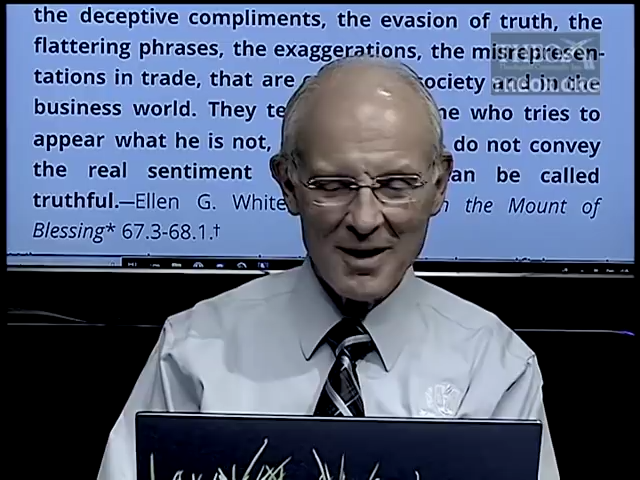 the deceptive compliments, the evasion of truth, the
flattering phrases, the exaggerations, the misrepresen-
tations in trade, that are society and in the
business world. They te e who tries to
appear what he is not, do not convey
the real sentiment an be called
truthful.—Ellen G. White n the Mount of
Blessing* 67.3-68.1.†